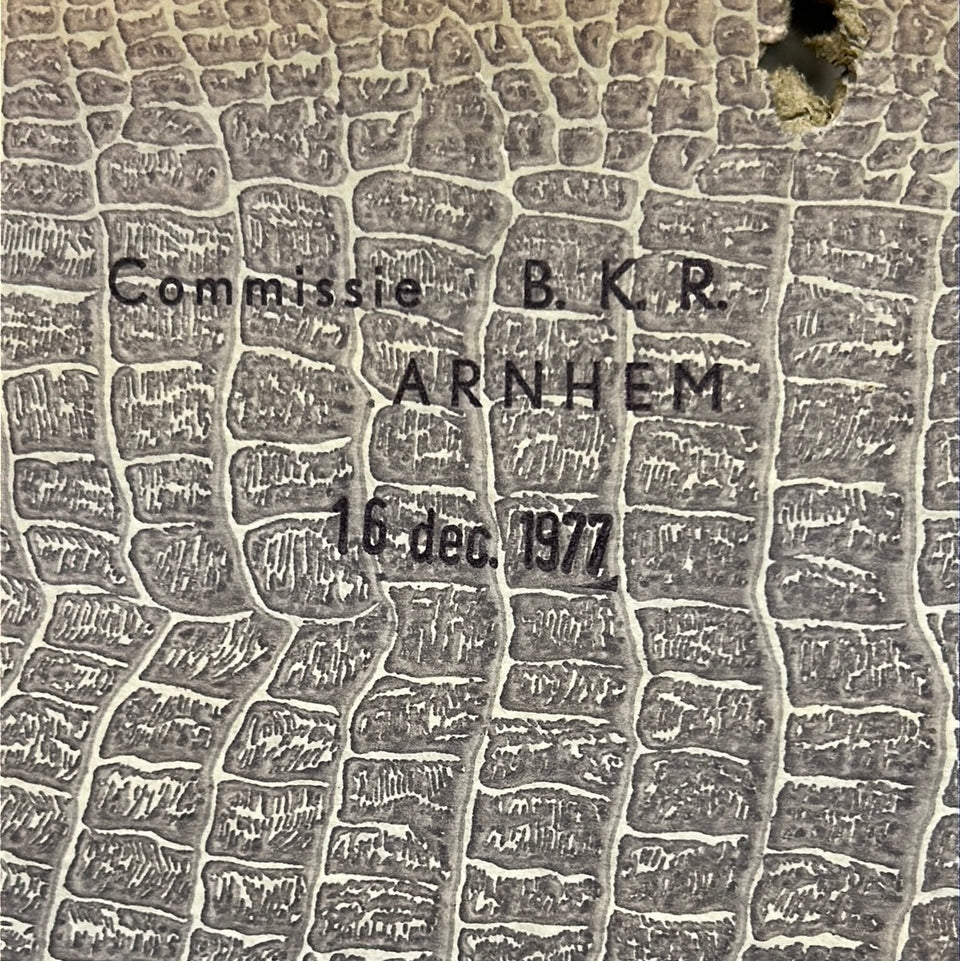 Commissie B. K. R.
ARNHEM
16 dec. 1977